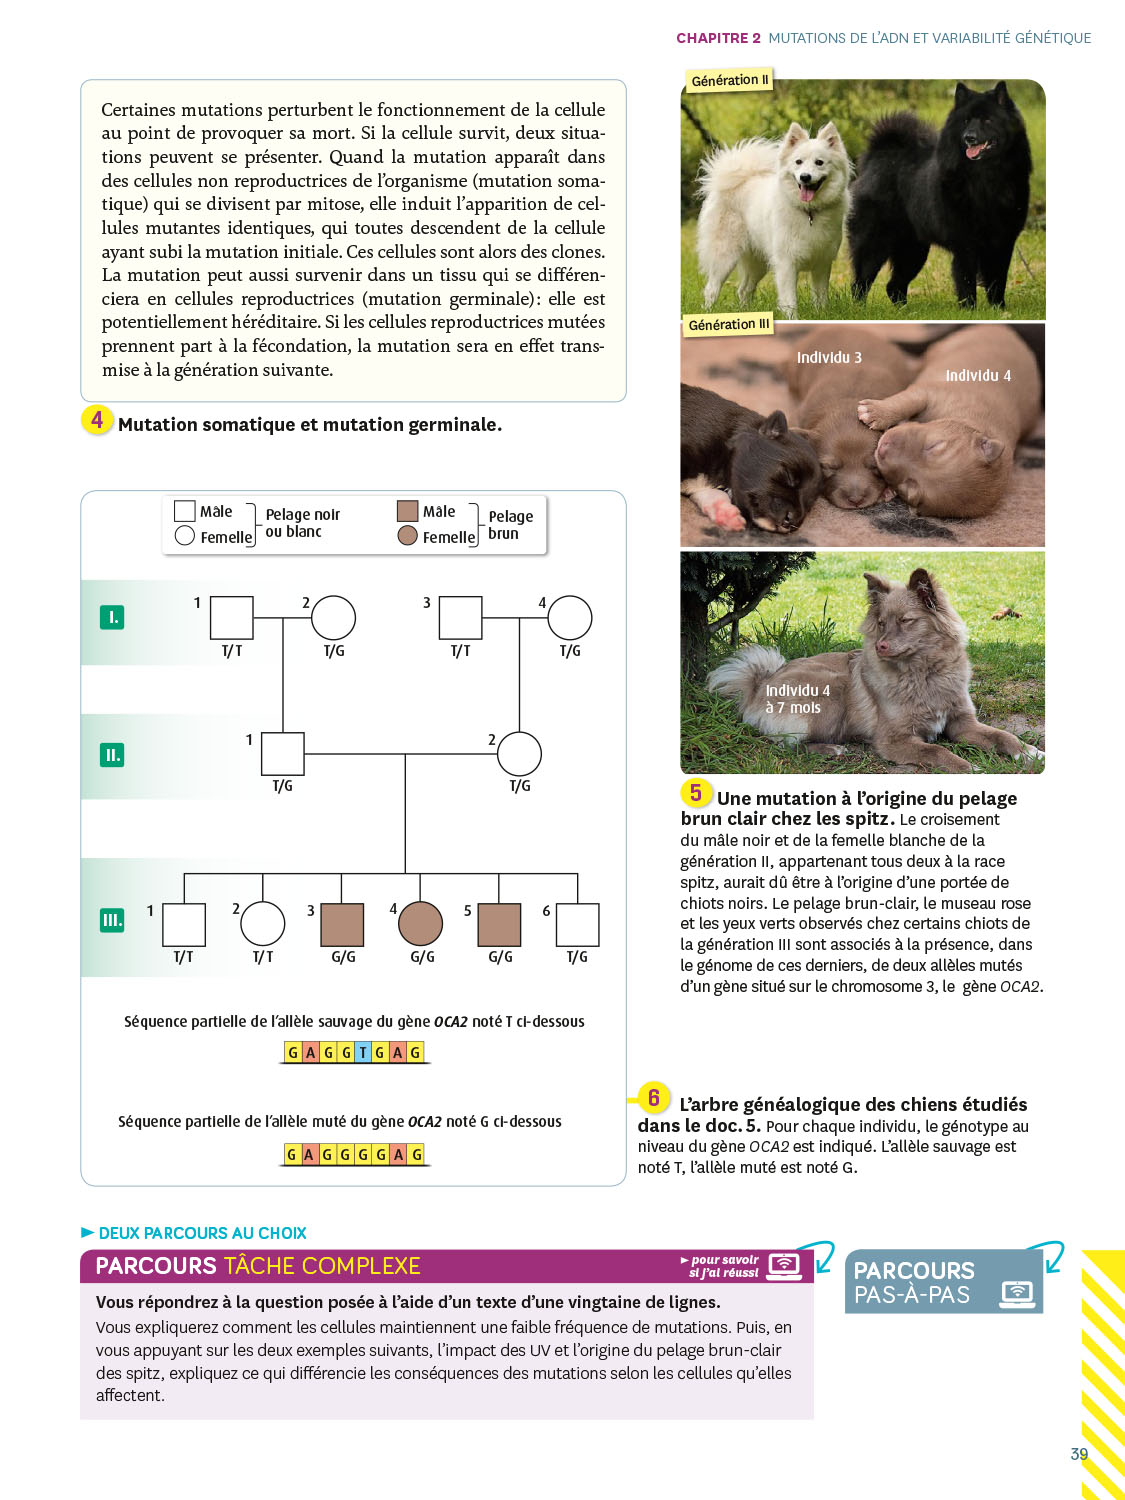 CHAPITRE 2 MUTATIONS DE L'ADN ET VARIABILITÉ GÉNÉTIQUE
Certaines mutations perturbent le fonctionnement de la cellule
au point de provoquer sa mort. Si la cellule survit, deux situa-
tions peuvent se présenter. Quand la mutation apparaît dans
des cellules non reproductrices de l'organisme (mutation soma-
tique) qui se divisent par mitose, elle induit l'apparition de cel-
lules mutantes identiques, qui toutes descendent de la cellule
ayant subi la mutation initiale. Ces cellules sont alors des clones.
La mutation peut aussi survenir dans un tissu qui se différen-
ciera en cellules reproductrices (mutation germinale) : elle est
potentiellement héréditaire. Si les cellules reproductrices mutées
prennent part à la fécondation, la mutation sera en effet trans-
mise à la génération suivante.
4 Mutation somatique et mutation germinale.
Génération II
Génération III
Individu 3
Individu 4
Individu 4
à 7 mois
5 Une mutation à l'origine du pelage
brun clair chez les spitz. Le croisement
du mâle noir et de la femelle blanche de la
génération II, appartenant tous deux à la race
spitz, aurait dû être à l'origine d'une portée de
chiots noirs. Le pelage brun-clair, le museau rose
et les yeux verts observés chez certains chiots de
la génération III sont associés à la présence, dans
le génome de ces derniers, de deux allèles mutés
d'un gène situé sur le chromosome 3, le gène OCA2.
Mâle
Femelle
Pelage noir
ou blanc
Mâle
Femelle
Pelage
brun
I.
1 2 3 4
T/T T/G T/T T/G
II.
1 2
T/G T/G
III.
1 2 3 4 5 6
T/T T/T G/G G/G G/G T/G
Séquence partielle de l'allèle sauvage du gène OCA2 noté T ci-dessous
G A G G T G A G
Séquence partielle de l'allèle muté du gène OCA2 noté G ci-dessous
G A G G G G A G
6 L'arbre généalogique des chiens étudiés
dans le doc. 5. Pour chaque individu, le génotype au
niveau du gène OCA2 est indiqué. L'allèle sauvage est
noté T, l'allèle muté est noté G.
DEUX PARCOURS AU CHOIX
PARCOURS TÂCHE COMPLEXE
pour savoir
si j'ai réussi
Vous répondrez à la question posée à l'aide d'un texte d'une vingtaine de lignes.
Vous expliquerez comment les cellules maintiennent une faible fréquence de mutations. Puis, en
vous appuyant sur les deux exemples suivants, l'impact des UV et l'origine du pelage brun-clair
des spitz, expliquez ce qui différencie les conséquences des mutations selon les cellules qu'elles
affectent.
PARCOURS
PAS-À-PAS
39